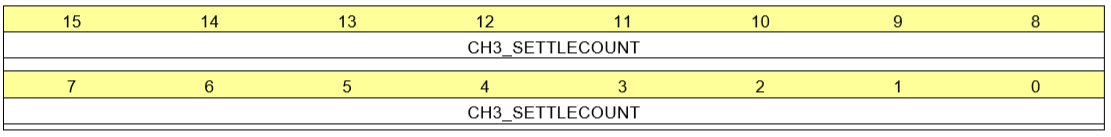 15 14 13 12 11 10 9 8
CH3_SETTLECOUNT
7 6 5 4 3 2 1 0
CH3_SETTLECOUNT